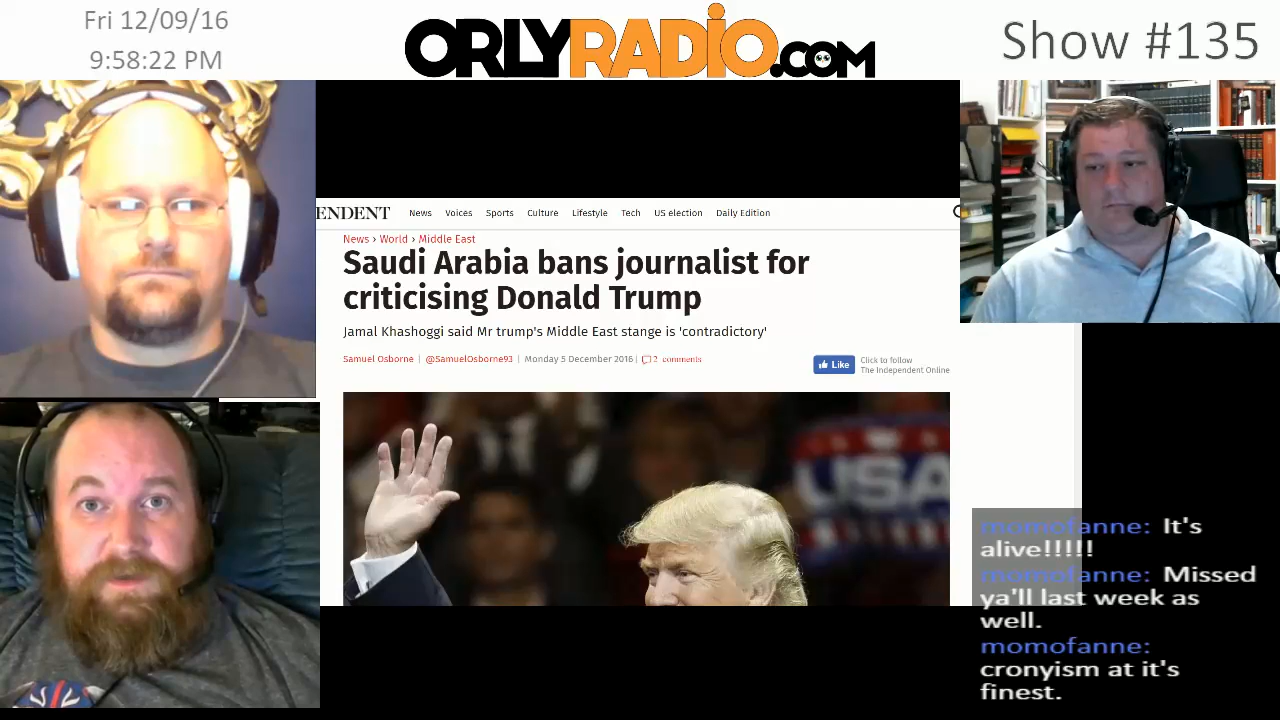 Fri 12/09/16
9:58:22 PM
ORLYRADiO.COM
Show #135
ENDENT News Voices Sports Culture Lifestyle Tech US election Daily Edition
News › World › Middle East
Saudi Arabia bans journalist for
criticising Donald Trump
Jamal Khashoggi said Mr trump's Middle East stange is 'contradictory'
Samuel Osborne | @SamuelOsborne93 | Monday 5 December 2016 | 2 comments
Like
Click to follow
The Independent Online
USA
momofanne: It's
alive!!!!!
momofanne: Missed
ya'll last week as
well.
momofanne:
cronyism at it's
finest.